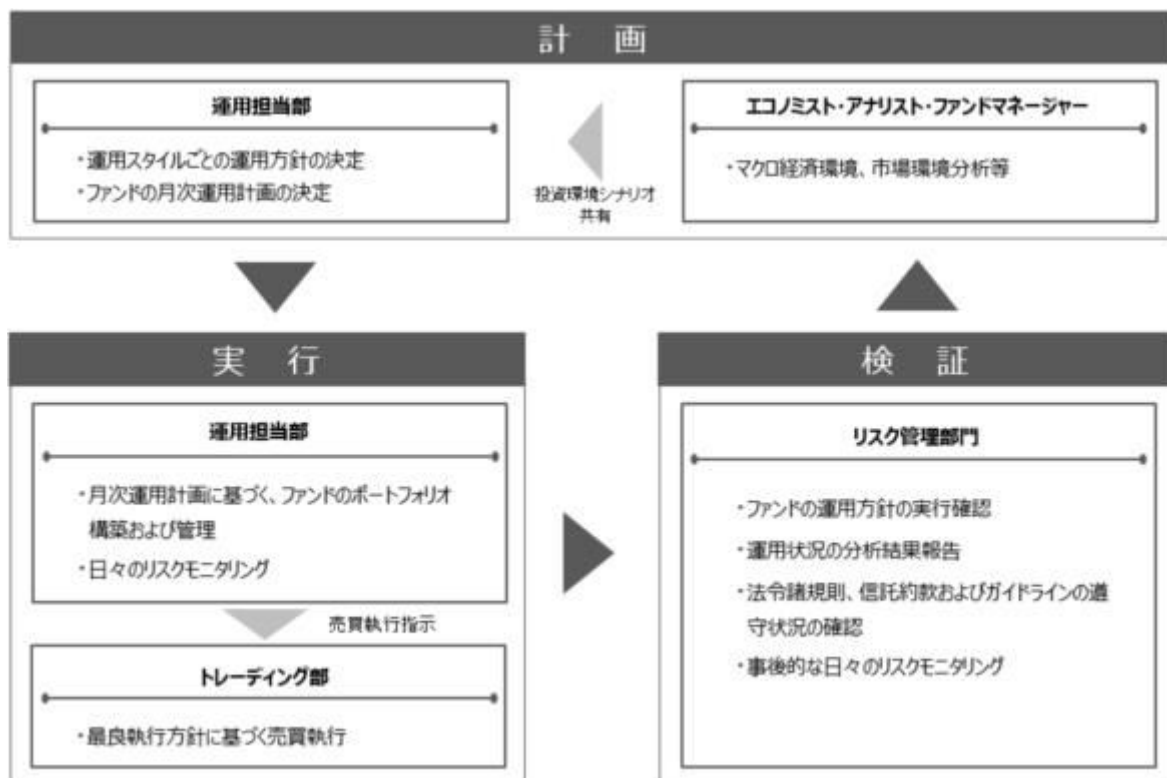 計 画
運用担当部
・運用スタイルごとの運用方針の決定
・ファンドの月次運用計画の決定
投資環境シナリオ
共有
エコノミスト・アナリスト・ファンドマネージャー
・マクロ経済環境、市場環境分析等
実 行
運用担当部
・月次運用計画に基づく、ファンドのポートフォリオ
構築および管理
・日々のリスクモニタリング
売買執行指示
トレーディング部
・最良執行方針に基づく売買執行
検 証
リスク管理部門
・ファンドの運用方針の実行確認
・運用状況の分析結果報告
・法令諸規則、信託約款およびガイドラインの遵
守状況の確認
・事後的な日々のリスクモニタリング